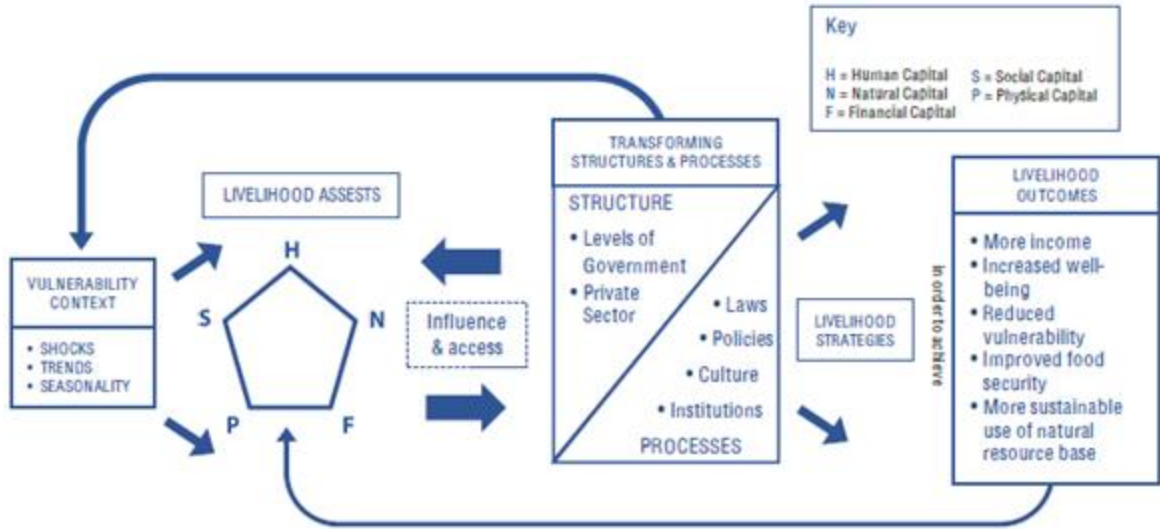 Key
H = Human Capital
S = Social Capital
N = Natural Capital
P = Physical Capital
F = Financial Capital
TRANSFORMING
STRUCTURES & PROCESSES
STRUCTURE
• Levels of
Government
• Private
Sector
• Laws
• Policies
• Culture
• Institutions
PROCESSES
LIVELIHOOD ASSESTS
H
S
N
P
F
VULNERABILITY
CONTEXT
• SHOCKS
• TRENDS
• SEASONALITY
Influence
& access
LIVELIHOOD
STRATEGIES
in order to achieve
LIVELIHOOD
OUTCOMES
• More income
• Increased well-
being
• Reduced
vulnerability
• Improved food
security
• More sustainable
use of natural
resource base